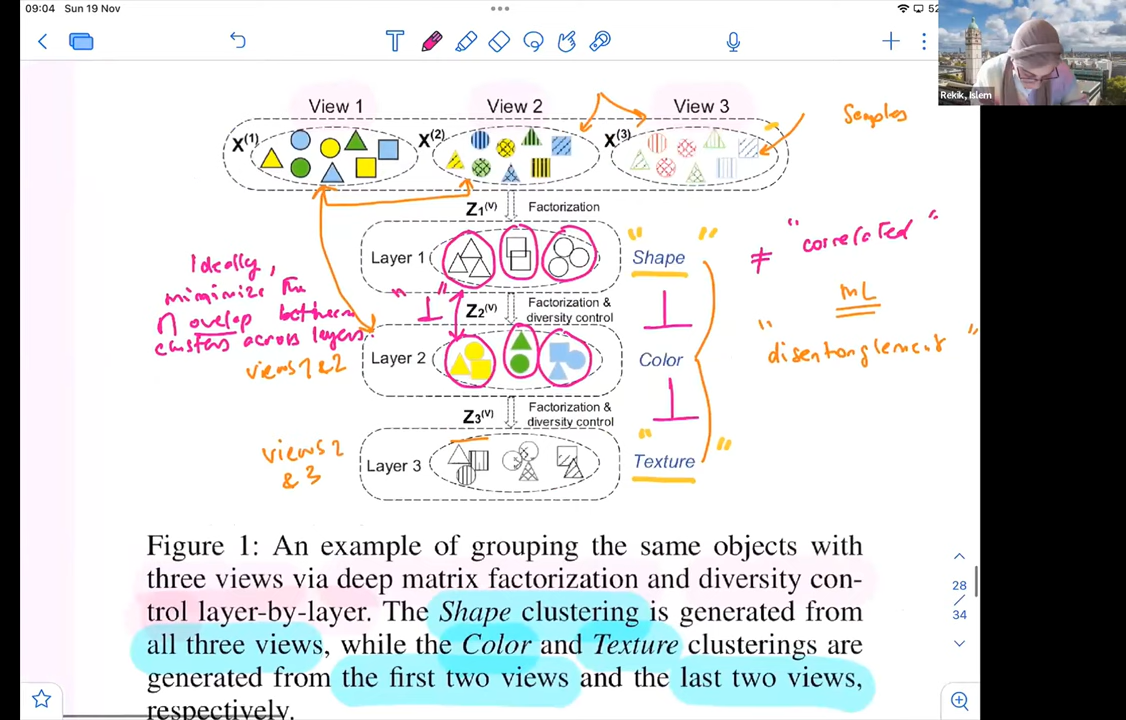 09:04 Sun 19 Nov
52
T
Rekik, Islem
View 1
View 2
View 3
Samples
X(1)
X(2)
X(3)
Z1(V)
Factorization
Layer 1
"Shape"
≠ "correlated"
Ideally,
minimize the
∩ overlap between
clusters across layers
"⊥"
Z2(V)
Factorization &
diversity control
⊥
ML
"disentanglement"
views 1 & 2
Layer 2
Color
⊥
Z3(V)
Factorization &
diversity control
views 2
& 3
Layer 3
"Texture"
Figure 1: An example of grouping the same objects with
three views via deep matrix factorization and diversity con-
trol layer-by-layer. The Shape clustering is generated from
all three views, while the Color and Texture clusterings are
generated from the first two views and the last two views,
respectively.
28
34